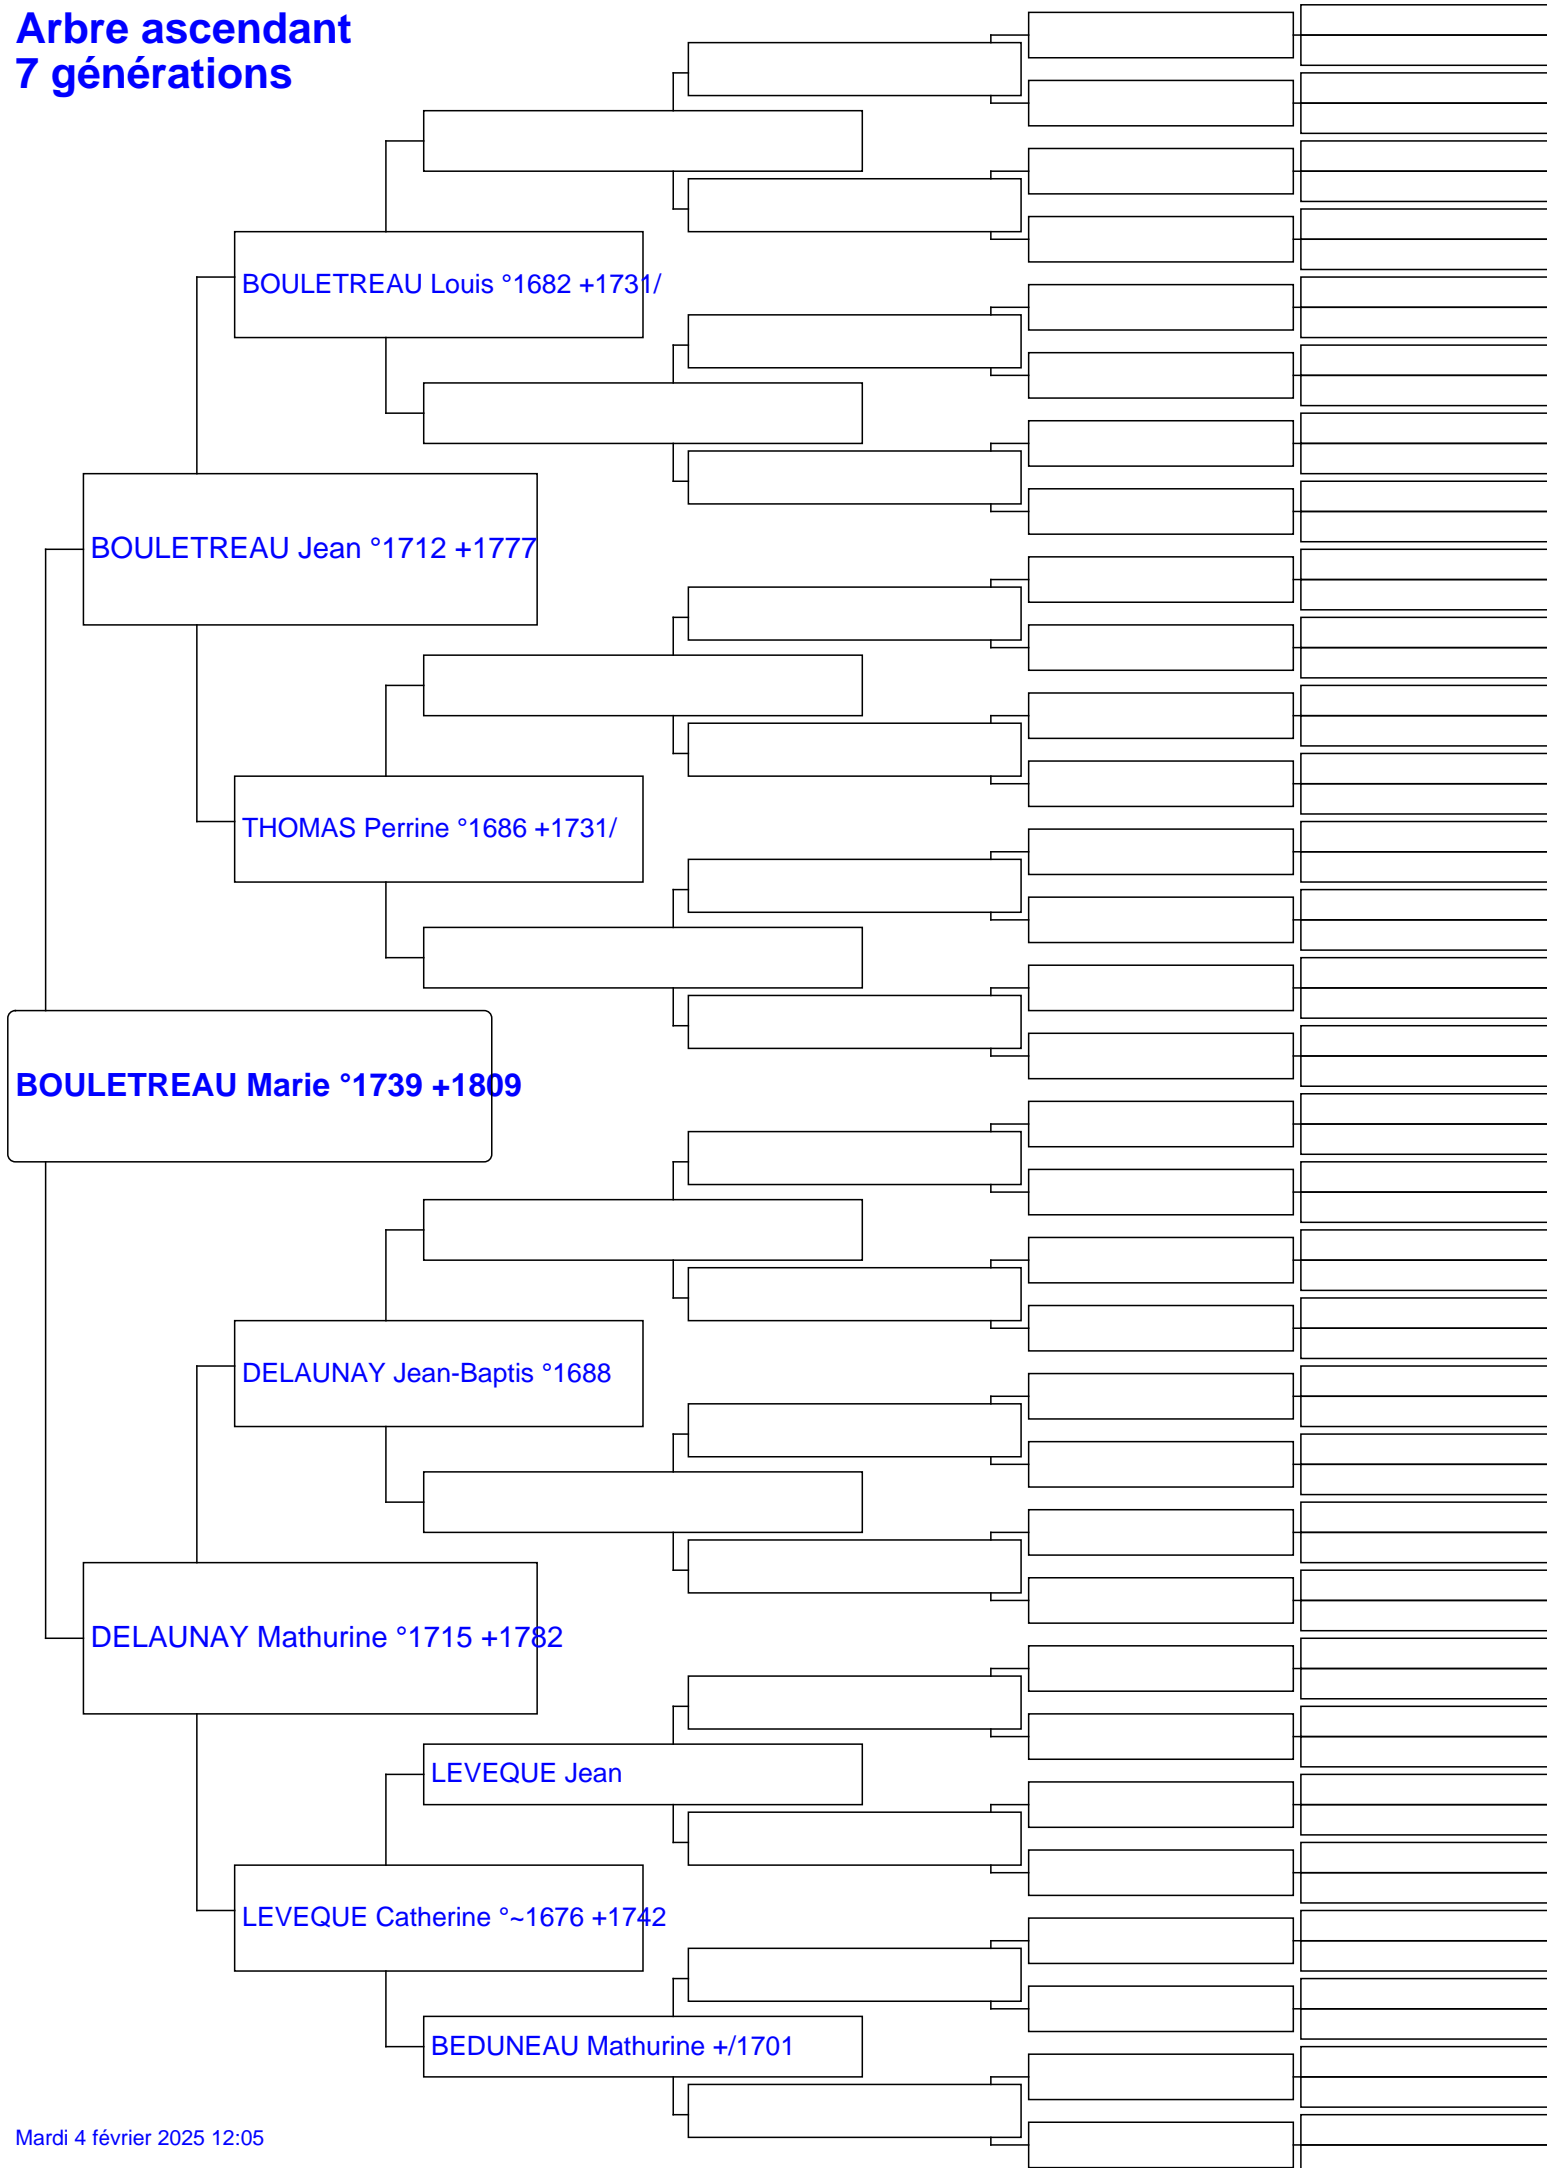 Arbre ascendant
7 générations
BOULETREAU Louis °1682 +1731/
BOULETREAU Jean °1712 +1777
THOMAS Perrine °1686 +1731/
BOULETREAU Marie °1739 +1809
DELAUNAY Jean-Baptis °1688
DELAUNAY Mathurine °1715 +1782
LEVEQUE Jean
LEVEQUE Catherine °~1676 +1742
BEDUNEAU Mathurine +/1701
Mardi 4 février 2025 12:05